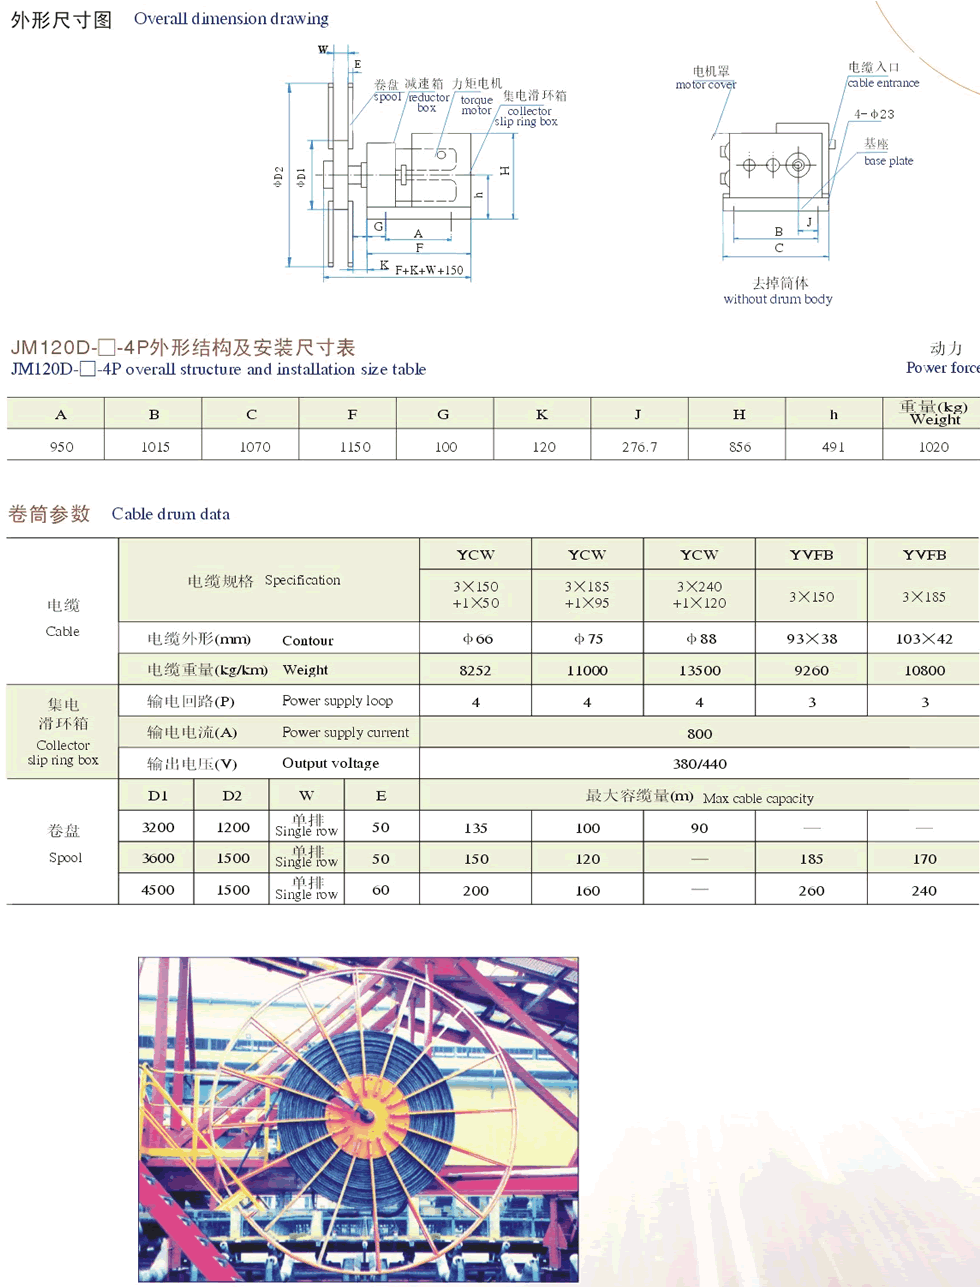 外形尺寸图 Overall dimension drawing
W
E
卷盘 减速箱 力矩电机
spool reductor torque 集电滑环箱
box motor collector
slip ring box
ΦD2
ΦD1
H
h
G
A
F
K F+K+W+150
电机罩 电缆入口
motor cover cable entrance
4-Φ23
基座
base plate
J
B
C
去掉筒体
without drum body
JM120D-□-4P外形结构及安装尺寸表 动力
JM120D-□-4P overall structure and installation size table Power force
A B C F G K J H h 重量(kg) Weight
950 1015 1070 1150 100 120 276.7 856 491 1020
卷筒参数 Cable drum data
电缆 Cable
电缆规格 Specification YCW YCW YCW YVFB YVFB
3×150 +1×50 3×185 +1×95 3×240 +1×120 3×150 3×185
电缆外形(mm) Contour Φ66 Φ75 Φ88 93×38 103×42
电缆重量(kg/km) Weight 8252 11000 13500 9260 10800
集电 滑环箱 Collector slip ring box
输电回路(P) Power supply loop 4 4 4 3 3
输电电流(A) Power supply current 800
输出电压(V) Output voltage 380/440
卷盘 Spool
D1 D2 W E 最大容缆量(m) Max cable capacity
3200 1200 单排 Single row 50 135 100 90 — —
3600 1500 单排 Single row 50 150 120 — 185 170
4500 1500 单排 Single row 60 200 160 — 260 240